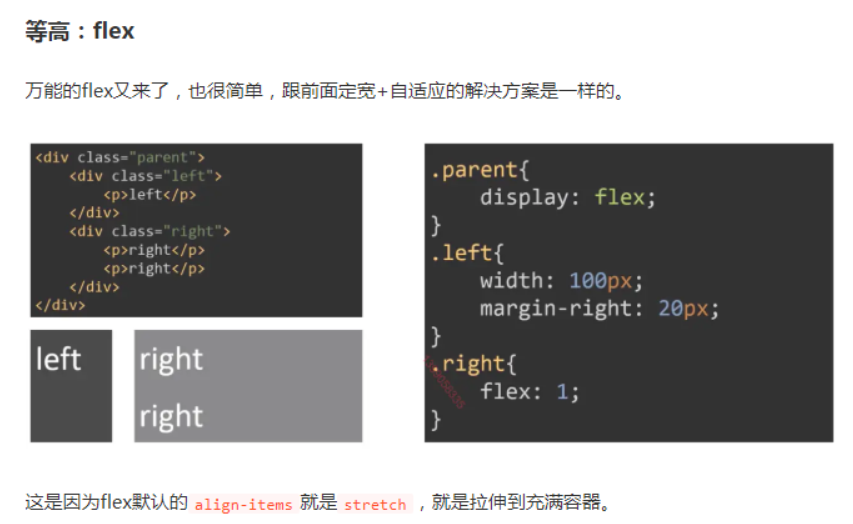 等高：flex
万能的flex又来了，也很简单，跟前面定宽+自适应的解决方案是一样的。
<div class="parent">
    <div class="left">
        <p>left</p>
    </div>
    <div class="right">
        <p>right</p>
        <p>right</p>
    </div>
</div>
left
right
right
.parent{
    display: flex;
}
.left{
    width: 100px;
    margin-right: 20px;
}
.right{
    flex: 1;
}
这是因为flex默认的 align-items 就是 stretch ，就是拉伸到充满容器。